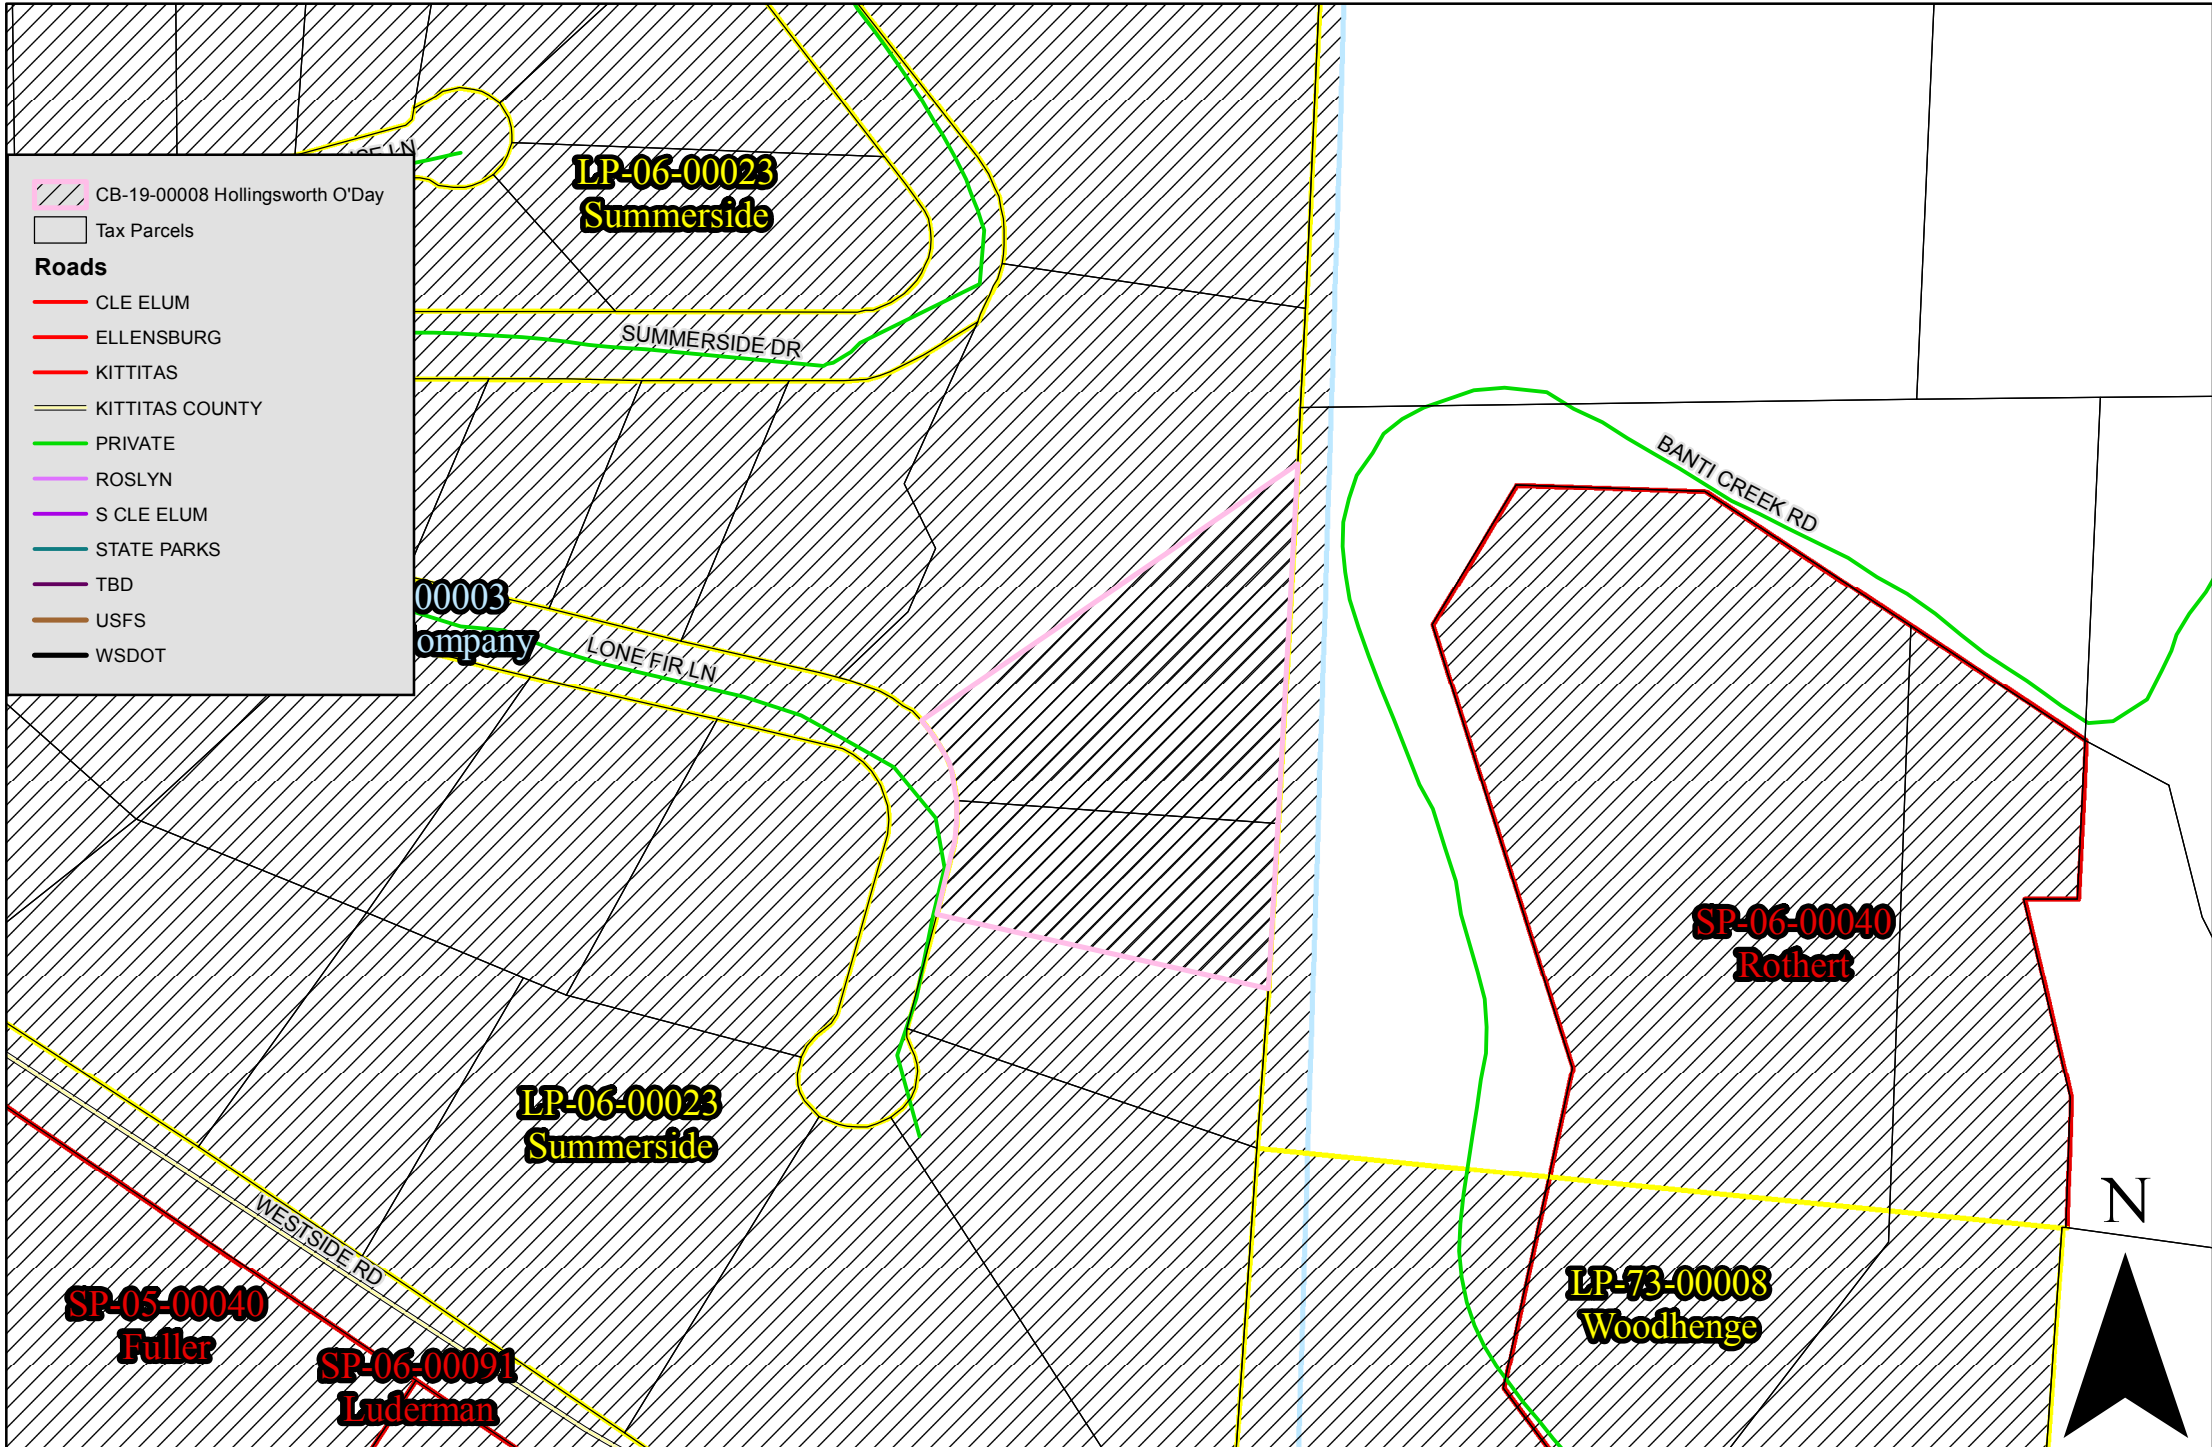 LP-06-00023
Summerside
CB-19-00008 Hollingsworth O'Day
Tax Parcels
Roads
CLE ELUM
ELLENSBURG
KITTITAS
KITTITAS COUNTY
PRIVATE
ROSLYN
S CLE ELUM
STATE PARKS
TBD
USFS
WSDOT
SUMMERSIDE DR
BANTI CREEK RD
00003
ompany
LONE FIR LN
SP-06-00040
Rothert
LP-06-00023
Summerside
WESTSIDE RD
N
LP-73-00008
Woodhenge
SP-05-00040
Fuller
SP-06-00091
Luderman